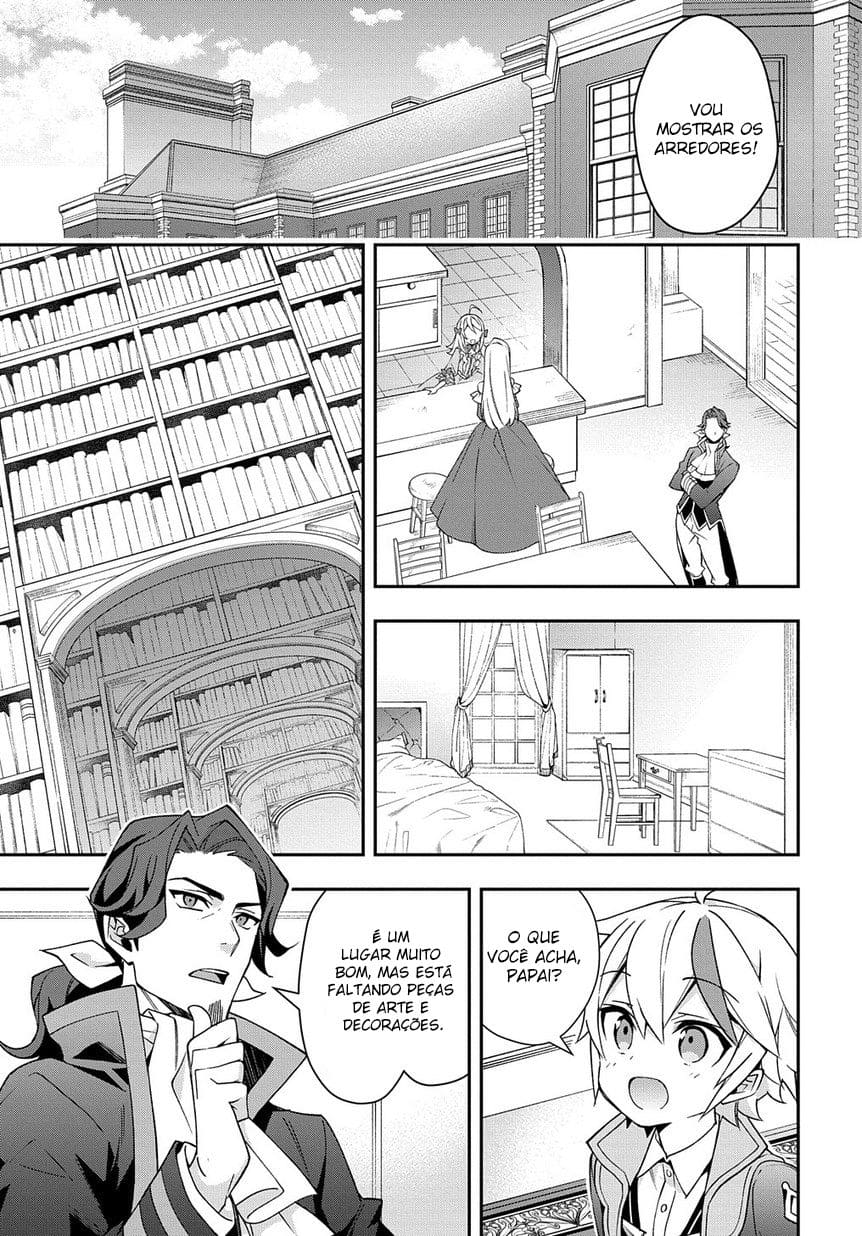 VOU
MOSTRAR OS
ARREDORES!
O QUE
VOCÊ ACHA,
PAPAI?
É UM
LUGAR MUITO
BOM, MAS ESTÁ
FALTANDO PEÇAS
DE ARTE E
DECORAÇÕES.